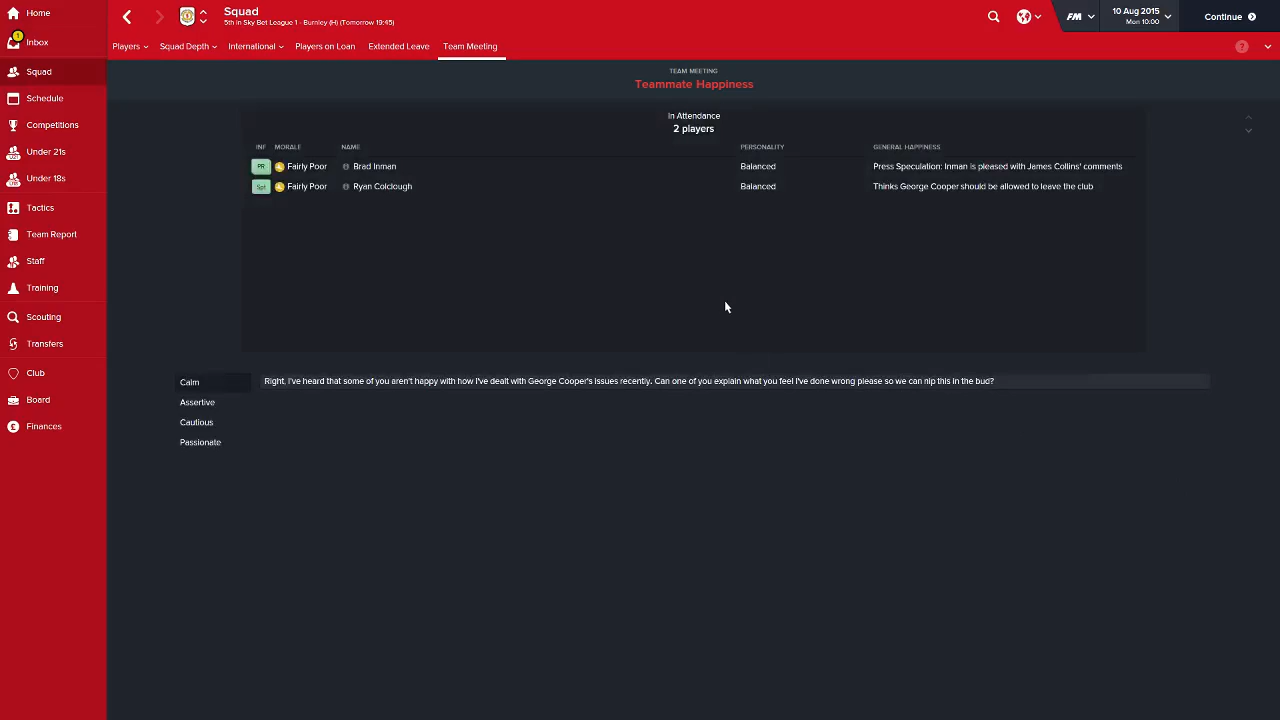 Home
Squad
5th in Sky Bet League 1 - Burnley (H) (Tomorrow 19:45)
FM
10 Aug 2015
Mon 10:00
Continue
1
Inbox
Players
Squad Depth
International
Players on Loan
Extended Leave
Team Meeting
?
Squad
Schedule
Competitions
Under 21s
Under 18s
Tactics
Team Report
Staff
Training
Scouting
Transfers
Club
Board
Finances
TEAM MEETING
Teammate Happiness
In Attendance
2 players
INF MORALE NAME PERSONALITY GENERAL HAPPINESS
PR Fairly Poor Brad Inman Balanced Press Speculation: Inman is pleased with James Collins' comments
Spt Fairly Poor Ryan Colclough Balanced Thinks George Cooper should be allowed to leave the club
Calm
Right, I've heard that some of you aren't happy with how I've dealt with George Cooper's issues recently. Can one of you explain what you feel I've done wrong please so we can nip this in the bud?
Assertive
Cautious
Passionate